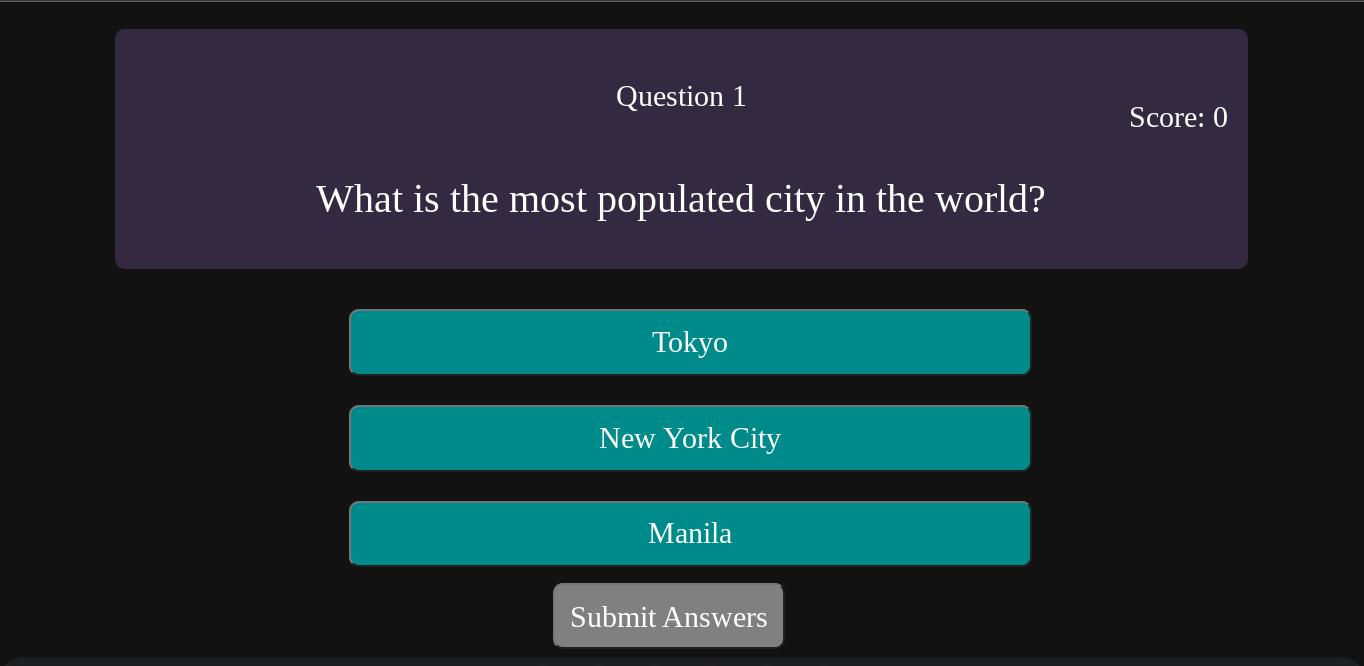 Question 1
Score: 0
What is the most populated city in the world?
Tokyo
New York City
Manila
Submit Answers